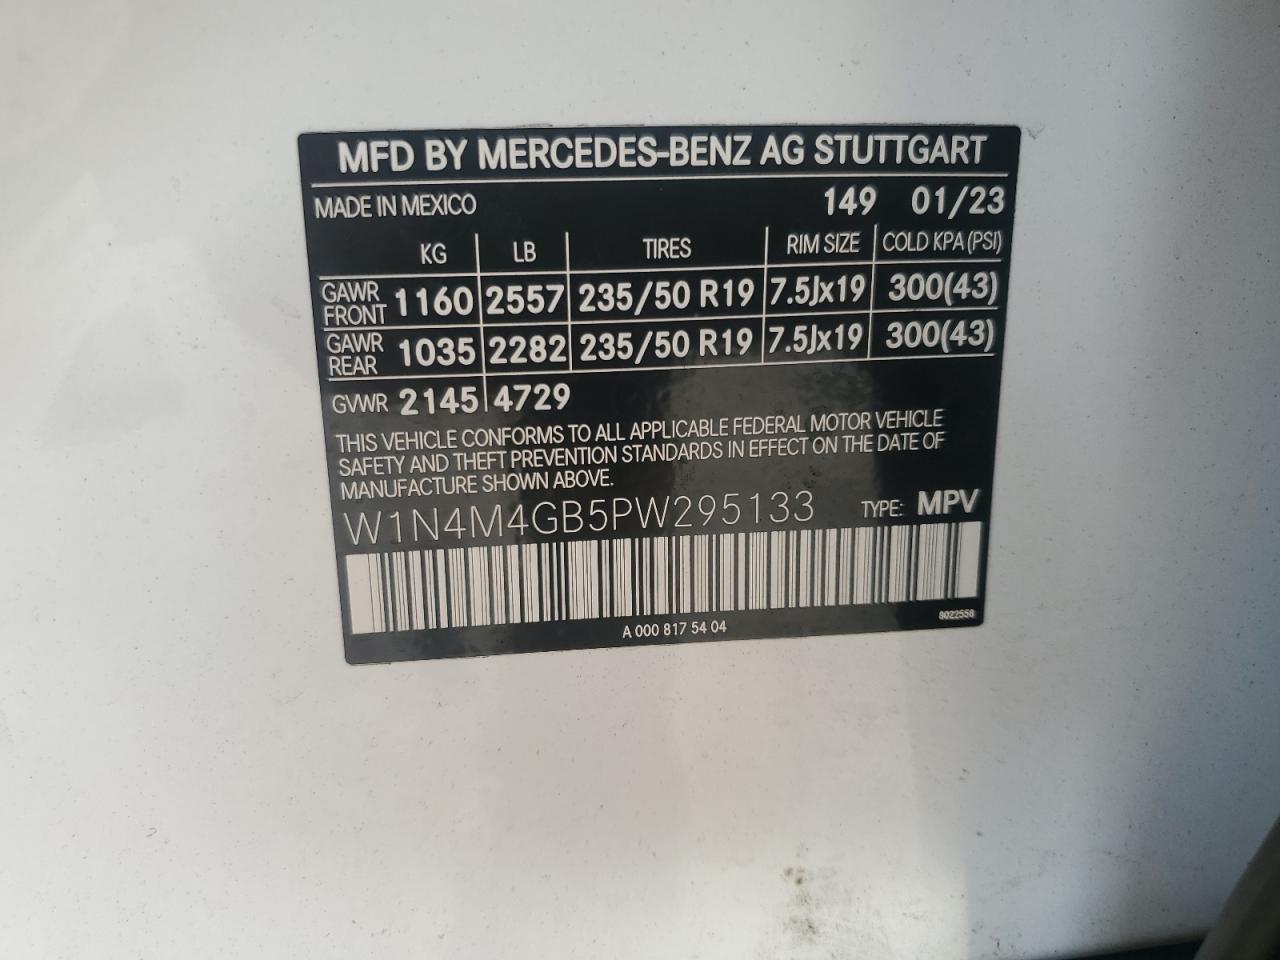 MFD BY MERCEDES-BENZ AG STUTTGART
MADE IN MEXICO 149 01/23
KG LB TIRES RIM SIZE COLD KPA (PSI)
GAWR FRONT 1160 2557 235/50 R19 7.5Jx19 300(43)
GAWR REAR 1035 2282 235/50 R19 7.5Jx19 300(43)
GVWR 2145 4729
THIS VEHICLE CONFORMS TO ALL APPLICABLE FEDERAL MOTOR VEHICLE
SAFETY AND THEFT PREVENTION STANDARDS IN EFFECT ON THE DATE OF
MANUFACTURE SHOWN ABOVE.
W1N4M4GB5PW295133 TYPE: MPV
8022558
A 000 817 54 04